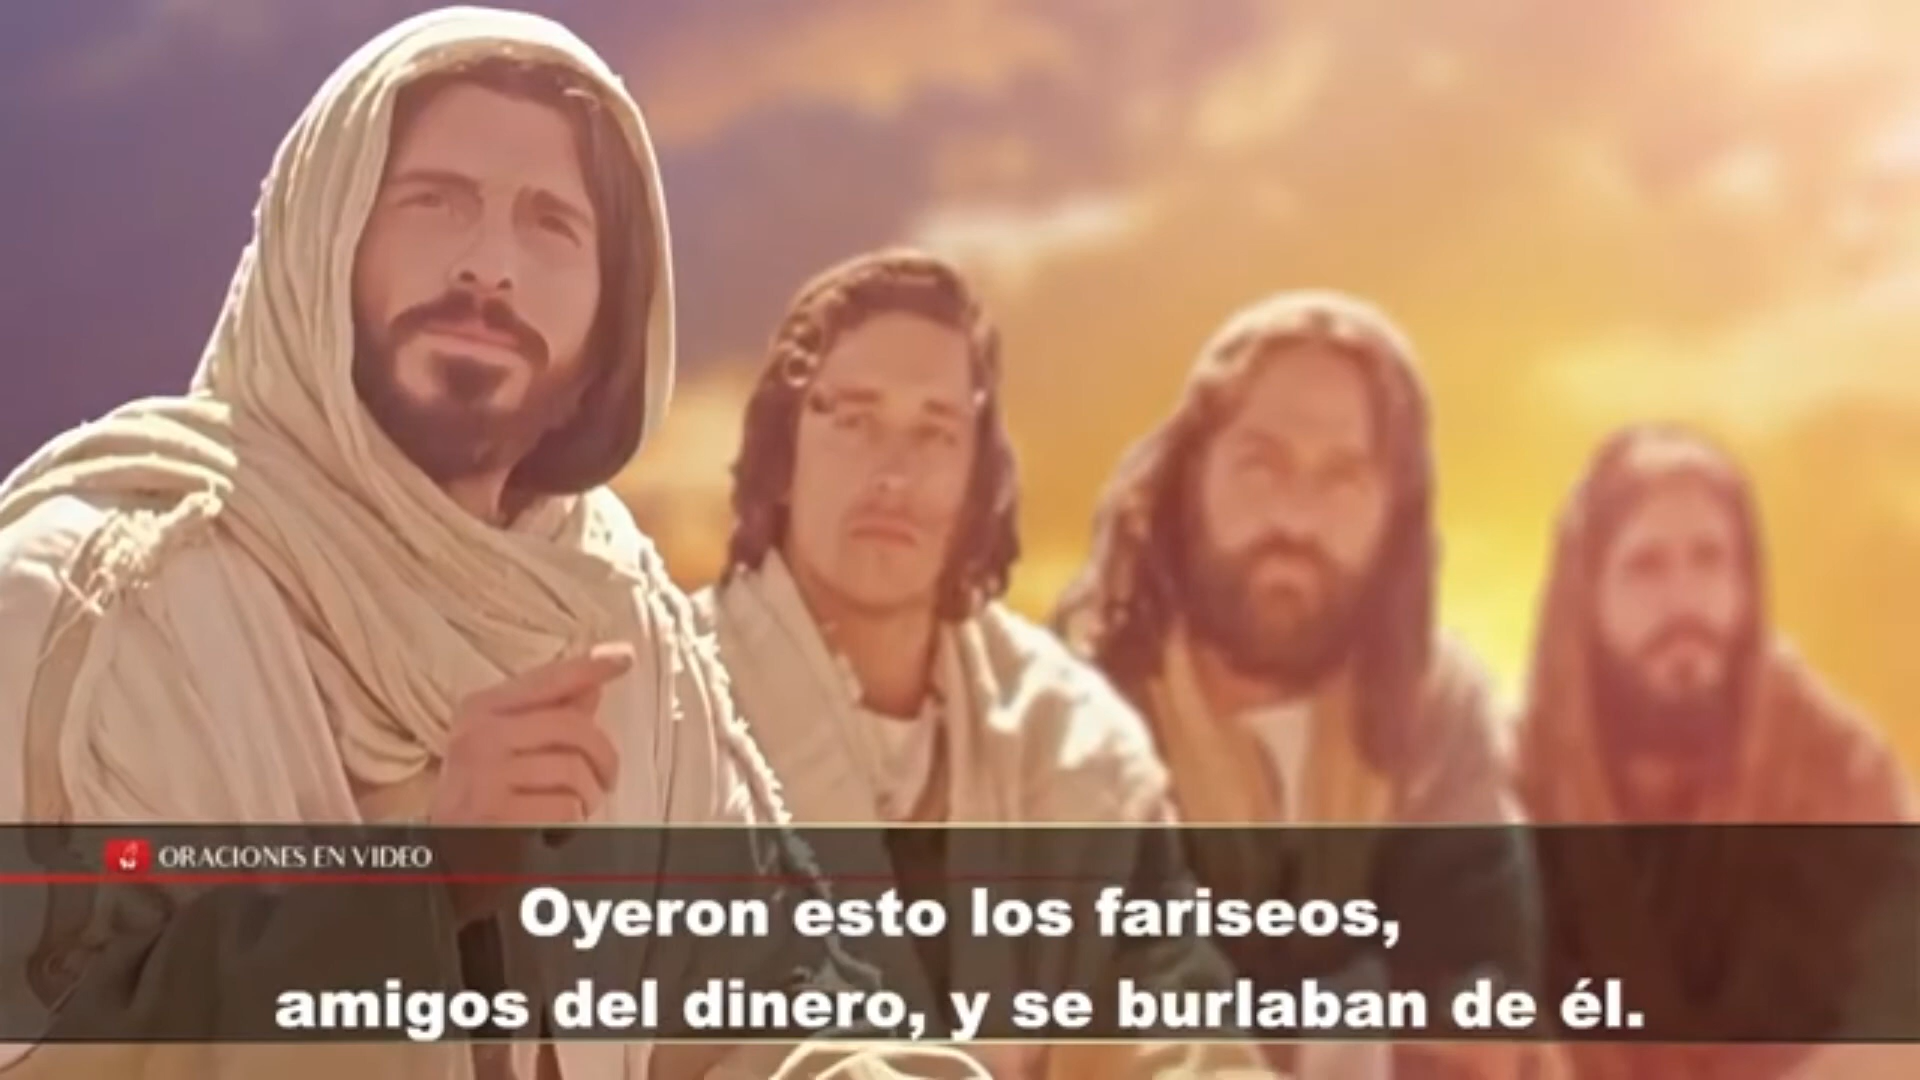 ORACIONES EN VIDEO
Oyeron esto los fariseos,
amigos del dinero, y se burlaban de él.